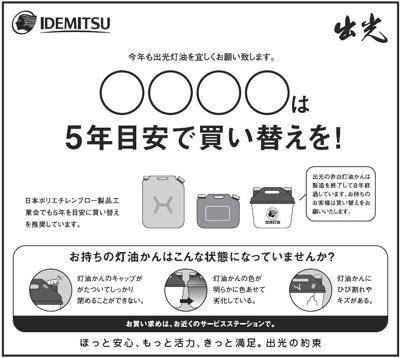 IDEMITSU
出光
今年も出光灯油を宜しくお願い致します。
〇〇〇〇は
5年目安で買い替えを!
日本ポリエチレンブロー製品工
業会でも5年を目安に買い替え
を推奨しています。
出光灯油
出光の赤白灯油かんは
製造を終了して8年経
過しています。お持ちの
お客様は買い替えをお
願いいたします。
お持ちの灯油かんはこんな状態になっていませんか?
灯油かんのキャップが
がたついてしっかり
閉めることができない。
灯油かんの色が
明らかに色あせて
劣化している。
灯油かんに
ひび割れや
キズがある。
お買い求めは、お近くのサービスステーションで。
ほっと安心、もっと活力、きっと満足。出光の約束